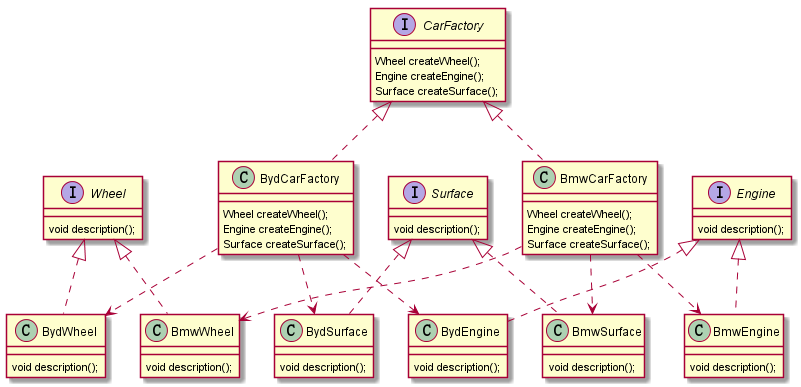 I CarFactory
Wheel createWheel();
Engine createEngine();
Surface createSurface();
I Wheel
void description();
C BydCarFactory
Wheel createWheel();
Engine createEngine();
Surface createSurface();
I Surface
void description();
C BmwCarFactory
Wheel createWheel();
Engine createEngine();
Surface createSurface();
I Engine
void description();
C BydWheel
void description();
C BmwWheel
void description();
C BydSurface
void description();
C BydEngine
void description();
C BmwSurface
void description();
C BmwEngine
void description();